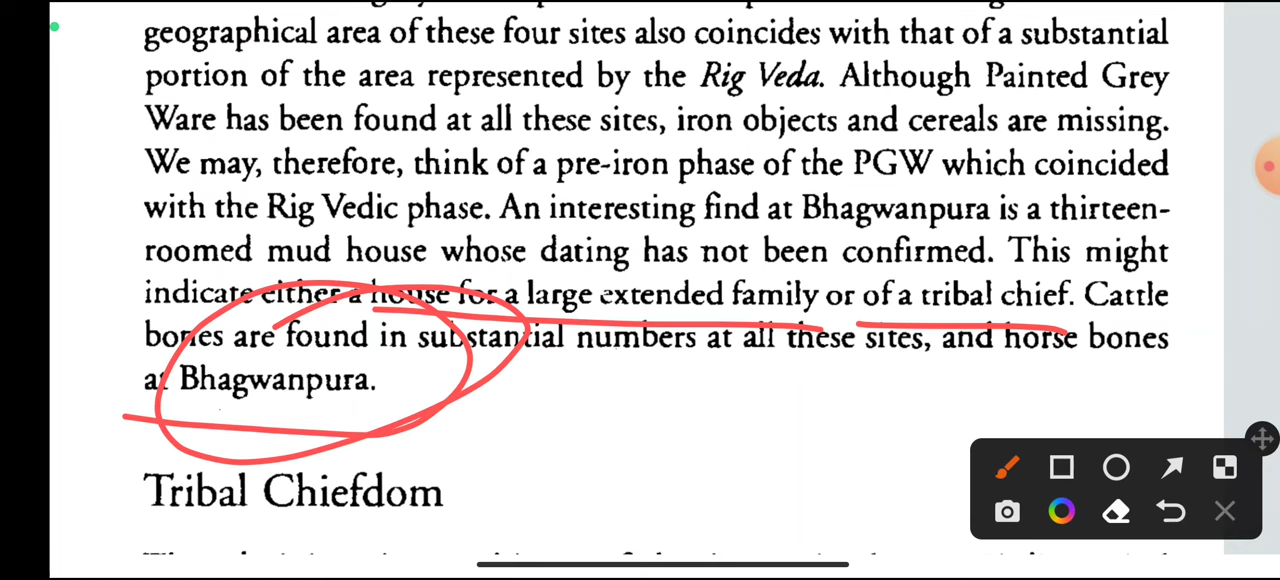 geographical area of these four sites also coincides with that of a substantial
portion of the area represented by the Rig Veda. Although Painted Grey
Ware has been found at all these sites, iron objects and cereals are missing.
We may, therefore, think of a pre-iron phase of the PGW which coincided
with the Rig Vedic phase. An interesting find at Bhagwanpura is a thirteen-
roomed mud house whose dating has not been confirmed. This might
indicate either a house for a large extended family or of a tribal chief. Cattle
bones are found in substantial numbers at all these sites, and horse bones
at Bhagwanpura.
Tribal Chiefdom